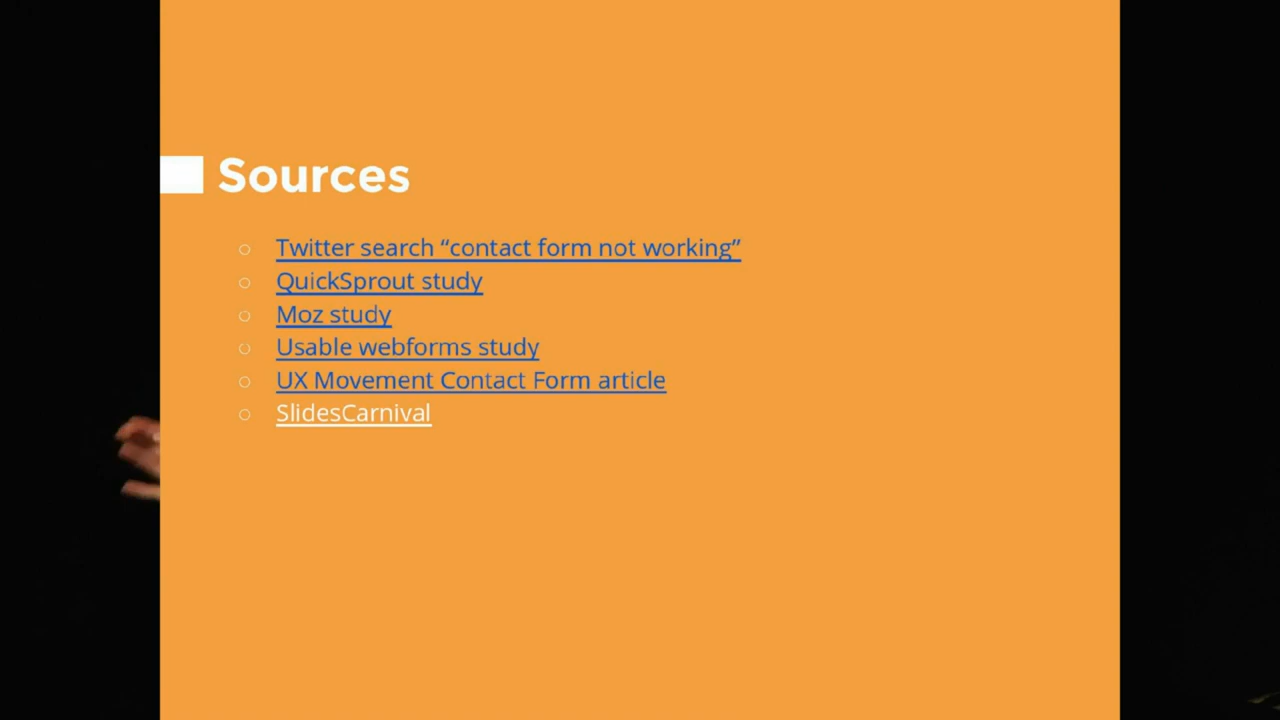 Sources
Twitter search “contact form not working”
QuickSprout study
Moz study
Usable webforms study
UX Movement Contact Form article
SlidesCarnival